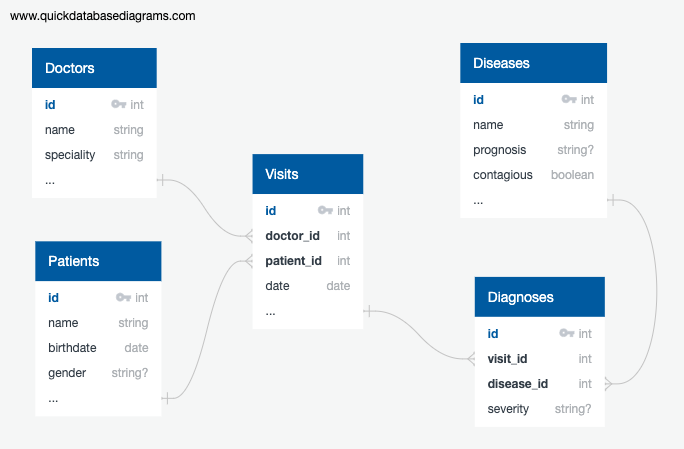 www.quickdatabasediagrams.com
Doctors
id int
name string
speciality string
...
Patients
id int
name string
birthdate date
gender string?
...
Visits
id int
doctor_id int
patient_id int
date date
...
Diseases
id int
name string
prognosis string?
contagious boolean
...
Diagnoses
id int
visit_id int
disease_id int
severity string?